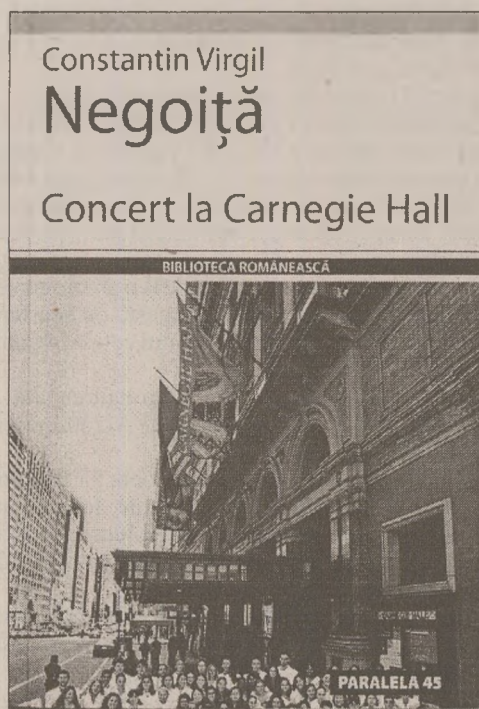 Constantin Virgil
Negoiță
Concert la Carnegie Hall
BIBLIOTECA ROMÂNEASCĂ
PARALELA 45